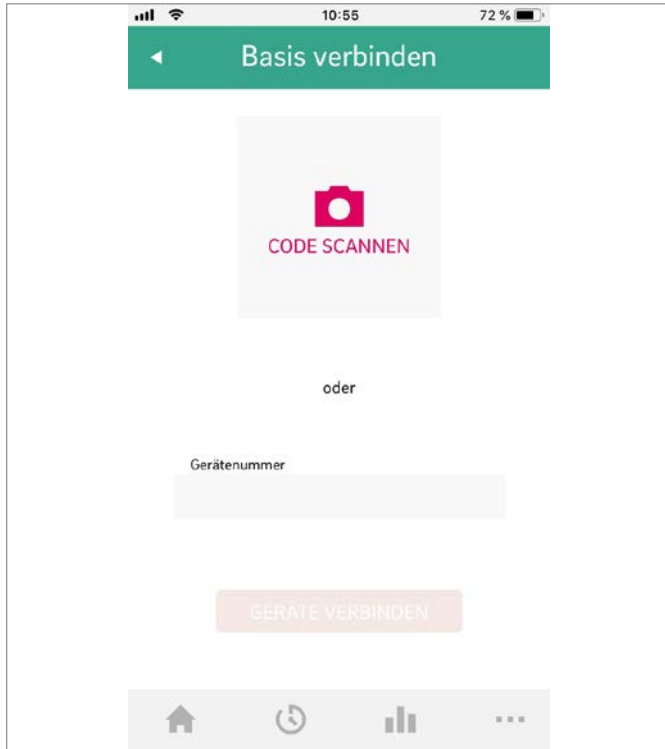 10:55
72 %
Basis verbinden
CODE SCANNEN
oder
Gerätenummer
GERÄTE VERBINDEN